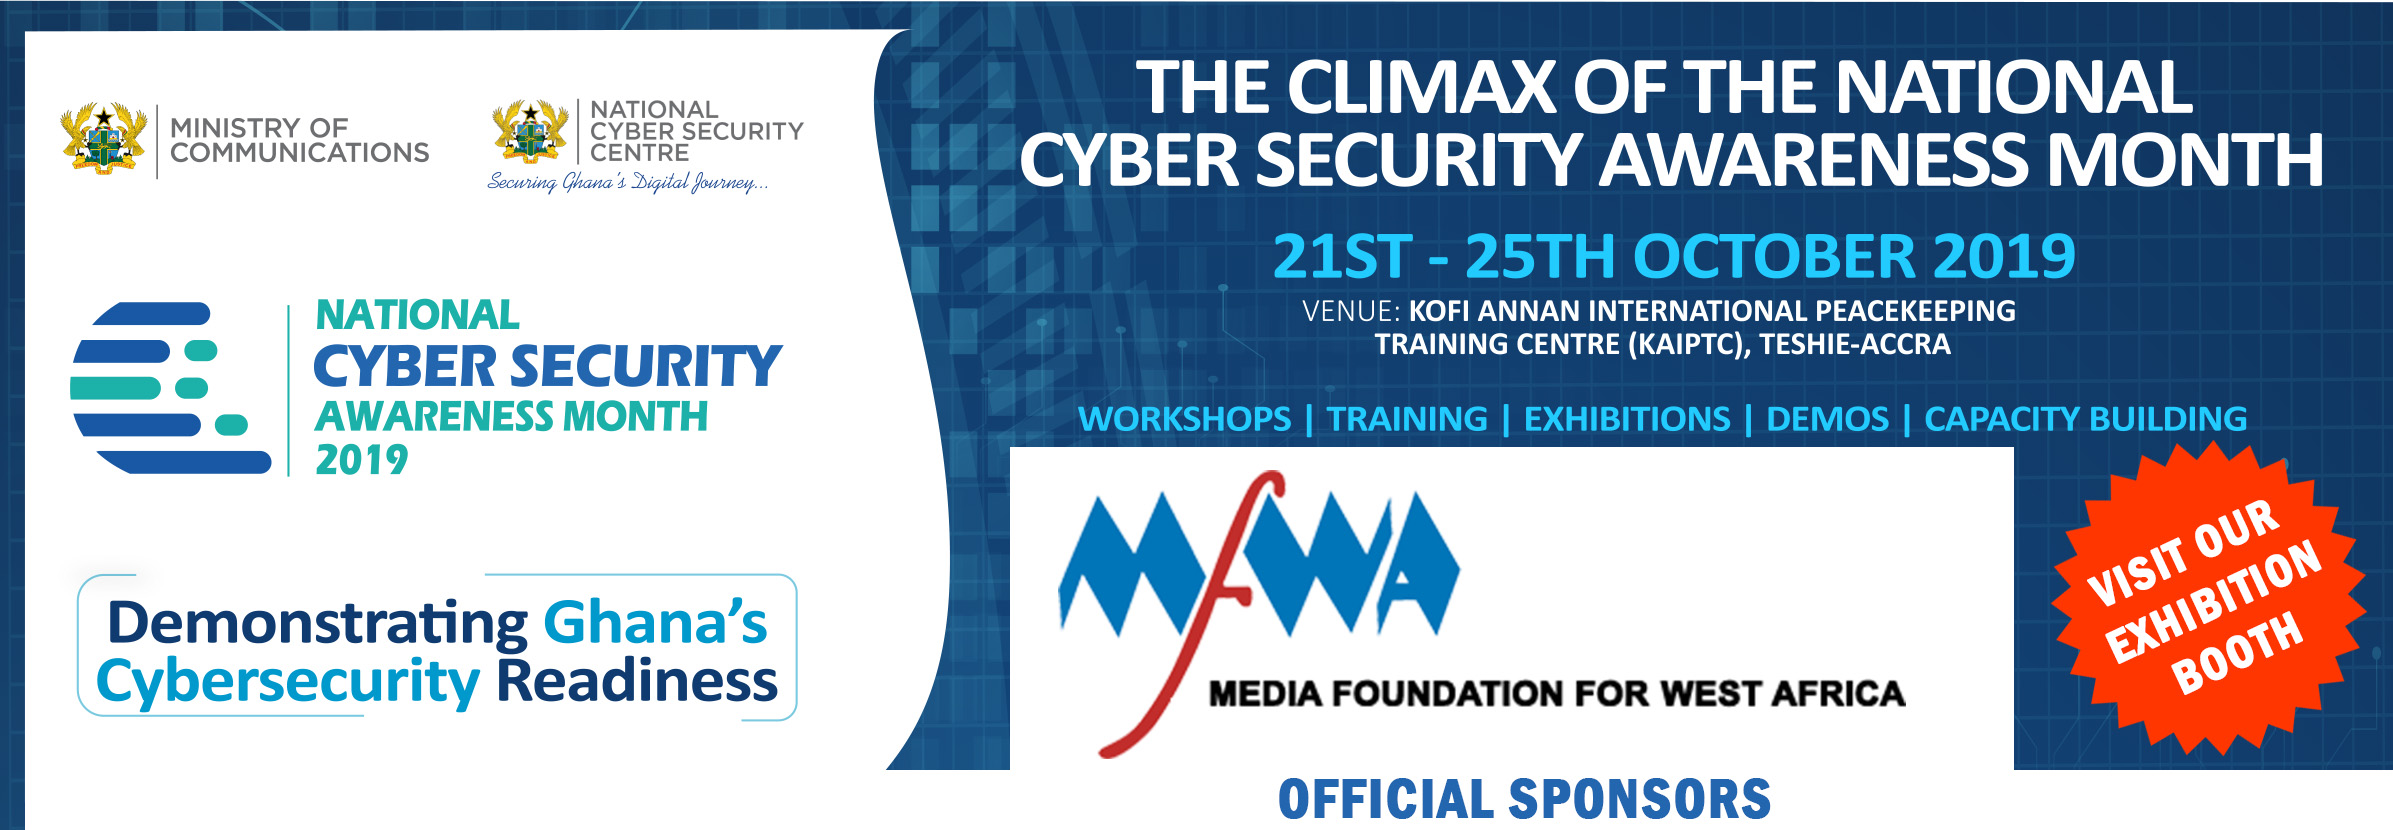 MINISTRY OF
COMMUNICATIONS
NATIONAL
CYBER SECURITY
CENTRE
Securing Ghana's Digital Journey...
NATIONAL
CYBER SECURITY
AWARENESS MONTH
2019
Demonstrating Ghana's
Cybersecurity Readiness
THE CLIMAX OF THE NATIONAL
CYBER SECURITY AWARENESS MONTH
21ST - 25TH OCTOBER 2019
VENUE: KOFI ANNAN INTERNATIONAL PEACEKEEPING
TRAINING CENTRE (KAIPTC), TESHIE-ACCRA
WORKSHOPS | TRAINING | EXHIBITIONS | DEMOS | CAPACITY BUILDING
MfWA
MEDIA FOUNDATION FOR WEST AFRICA
VISIT OUR
EXHIBITION
BOOTH
OFFICIAL SPONSORS